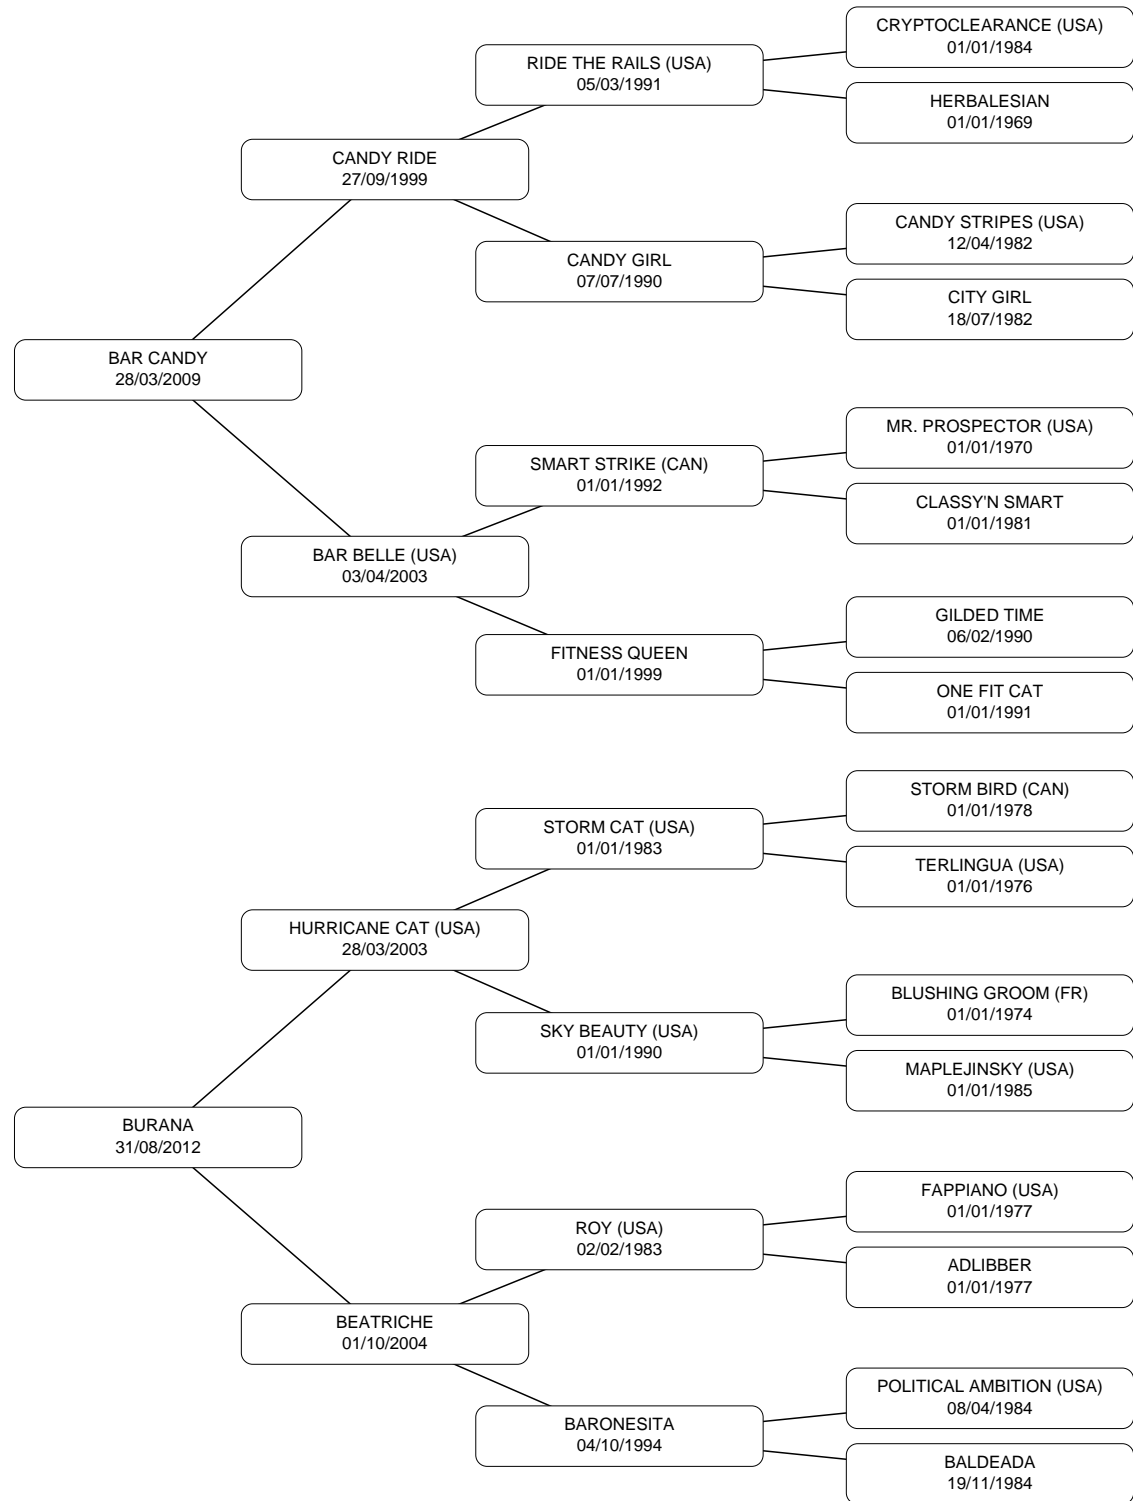 CRYPTOCLEARANCE (USA)
01/01/1984
RIDE THE RAILS (USA)
05/03/1991
HERBALESIAN
01/01/1969
CANDY RIDE
27/09/1999
CANDY STRIPES (USA)
12/04/1982
CANDY GIRL
07/07/1990
CITY GIRL
18/07/1982
BAR CANDY
28/03/2009
MR. PROSPECTOR (USA)
01/01/1970
SMART STRIKE (CAN)
01/01/1992
CLASSY'N SMART
01/01/1981
BAR BELLE (USA)
03/04/2003
GILDED TIME
06/02/1990
FITNESS QUEEN
01/01/1999
ONE FIT CAT
01/01/1991
STORM BIRD (CAN)
01/01/1978
STORM CAT (USA)
01/01/1983
TERLINGUA (USA)
01/01/1976
HURRICANE CAT (USA)
28/03/2003
BLUSHING GROOM (FR)
01/01/1974
SKY BEAUTY (USA)
01/01/1990
MAPLEJINSKY (USA)
01/01/1985
BURANA
31/08/2012
FAPPIANO (USA)
01/01/1977
ROY (USA)
02/02/1983
ADLIBBER
01/01/1977
BEATRICHE
01/10/2004
POLITICAL AMBITION (USA)
08/04/1984
BARONESITA
04/10/1994
BALDEADA
19/11/1984